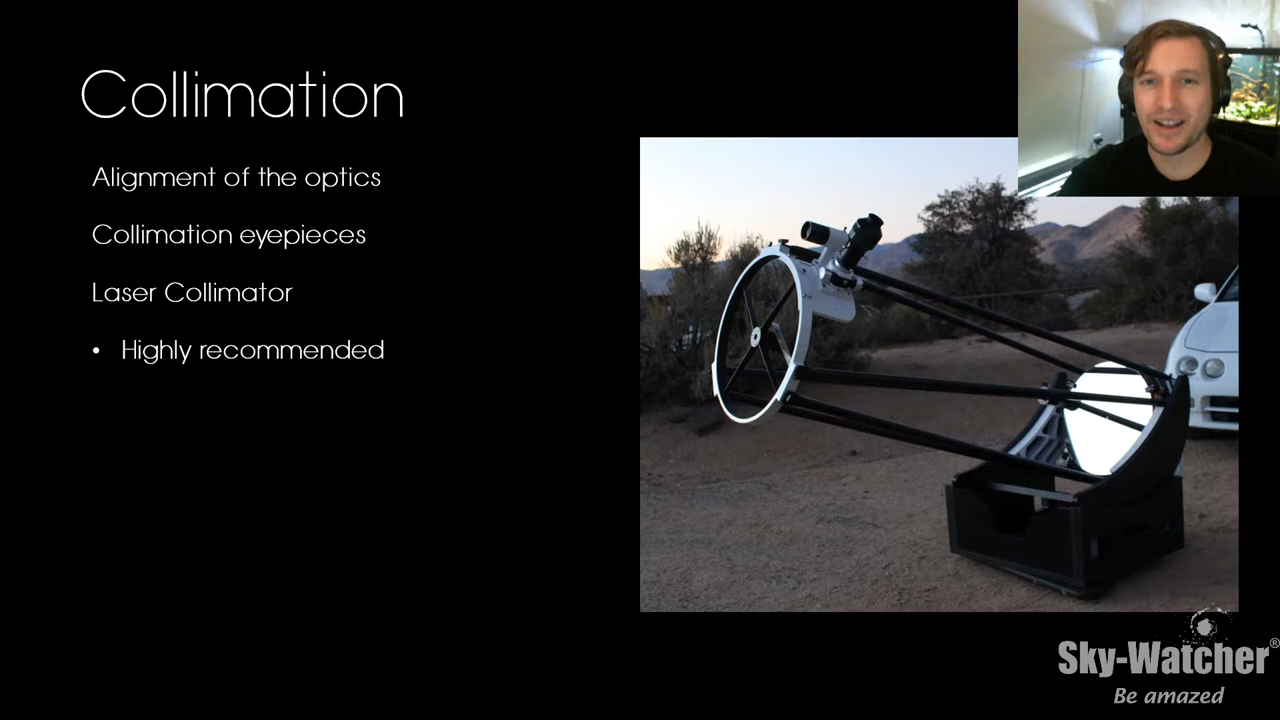 Collimation
Alignment of the optics
Collimation eyepieces
Laser Collimator
• Highly recommended
Sky-Watcher®
Be amazed